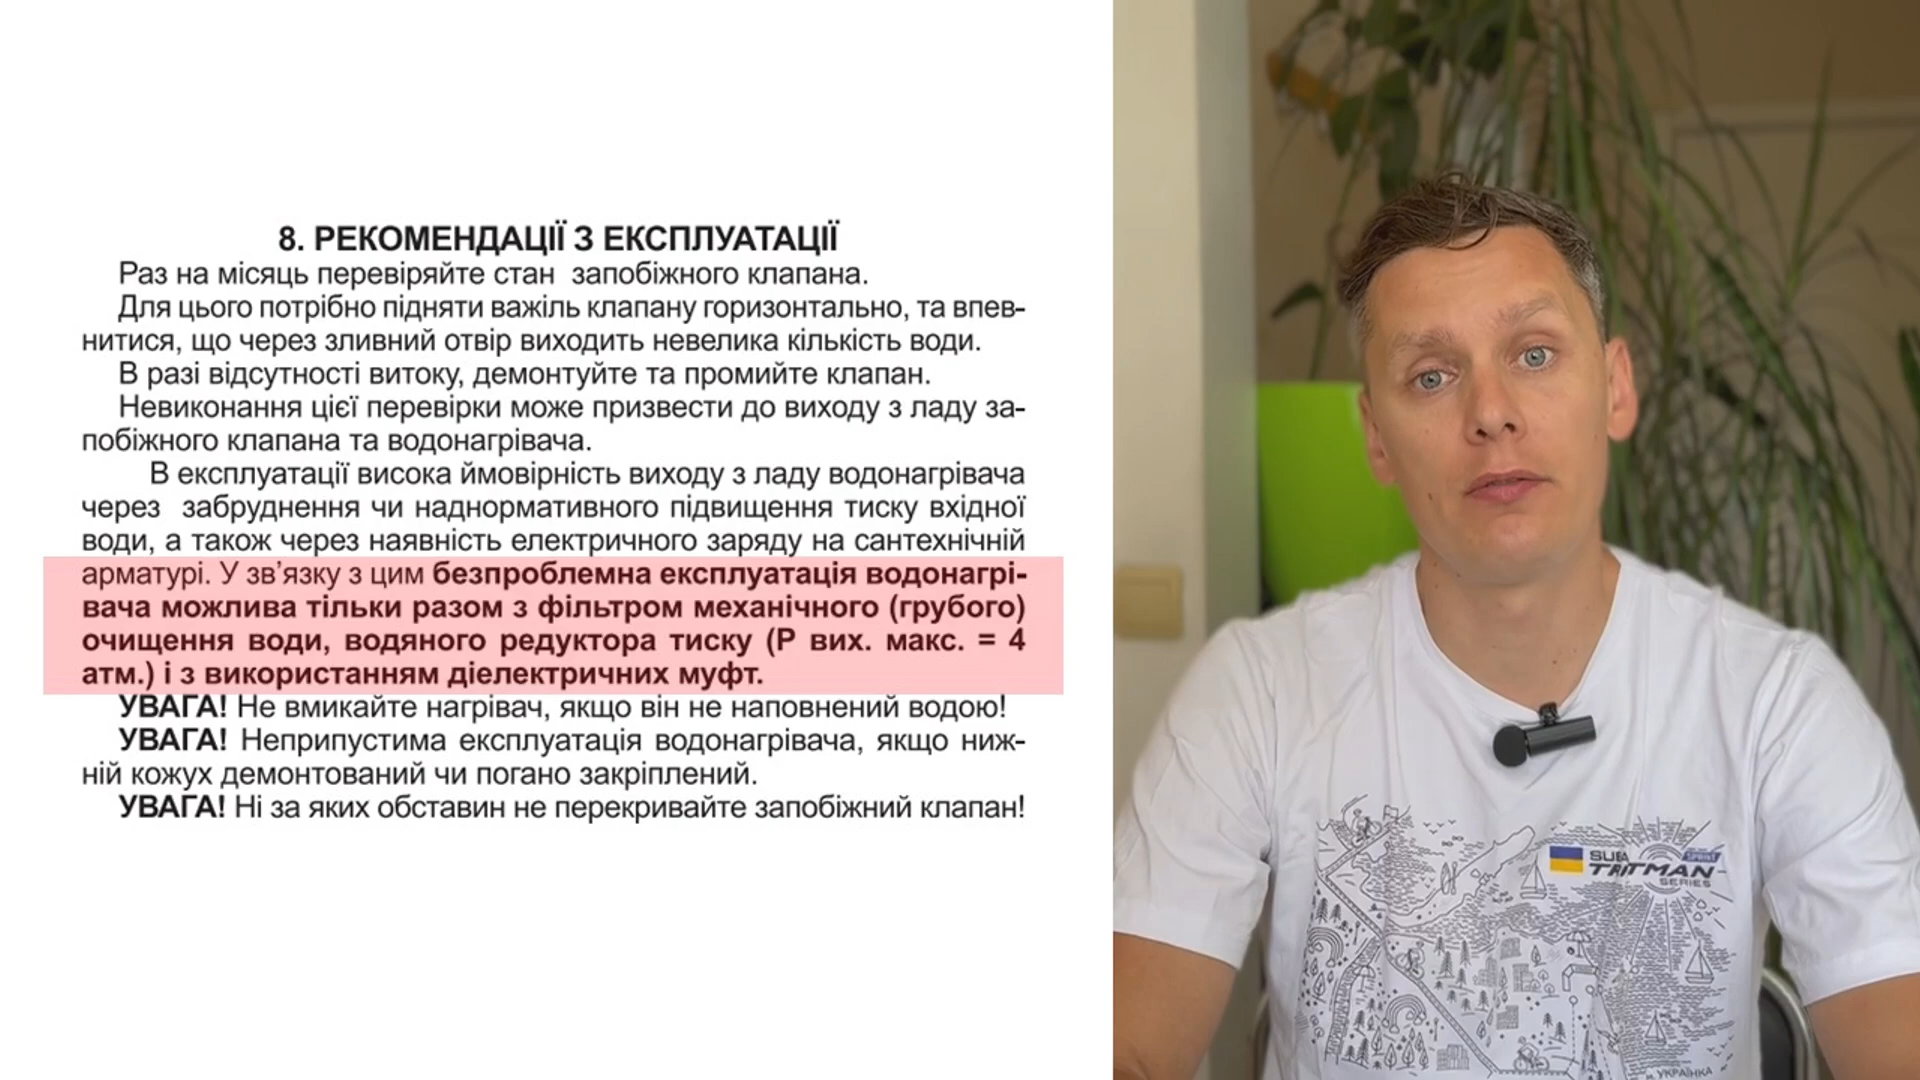 8. РЕКОМЕНДАЦІЇ З ЕКСПЛУАТАЦІЇ
Раз на місяць перевіряйте стан запобіжного клапана.
Для цього потрібно підняти важіль клапану горизонтально, та впев-
нитися, що через зливний отвір виходить невелика кількість води.
В разі відсутності витоку, демонтуйте та промийте клапан.
Невиконання цієї перевірки може призвести до виходу з ладу за-
побіжного клапана та водонагрівача.
В експлуатації висока ймовірність виходу з ладу водонагрівача
через забруднення чи наднормативного підвищення тиску вхідної
води, а також через наявність електричного заряду на сантехнічній
арматурі. У зв’язку з цим безпроблемна експлуатація водонагрі-
вача можлива тільки разом з фільтром механічного (грубого)
очищення води, водяного редуктора тиску (Р вих. макс. = 4
атм.) і з використанням діелектричних муфт.
УВАГА! Не вмикайте нагрівач, якщо він не наповнений водою!
УВАГА! Неприпустима експлуатація водонагрівача, якщо ниж-
ній кожух демонтований чи погано закріплений.
УВАГА! Ні за яких обставин не перекривайте запобіжний клапан!
SPRINT
SERIES
УКРАЇНКА